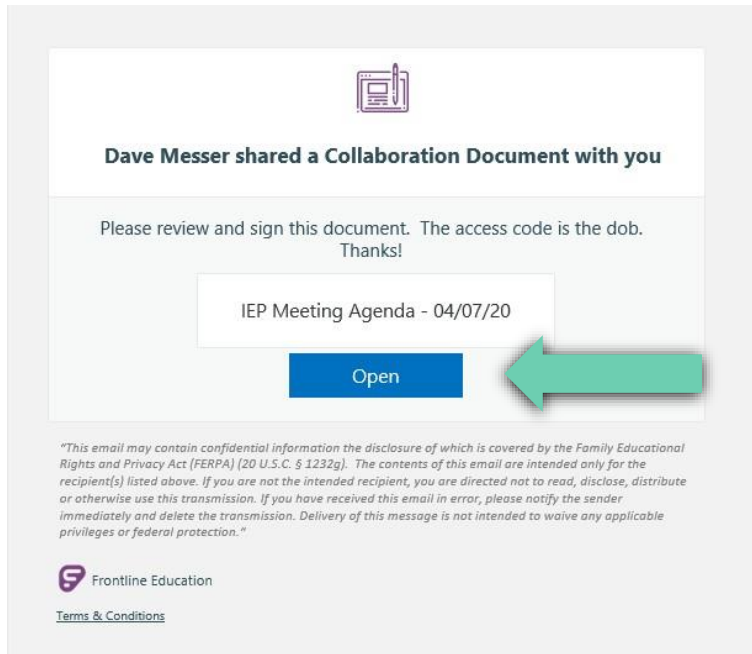 Dave Messer shared a Collaboration Document with you
Please review and sign this document.  The access code is the dob.
Thanks!
IEP Meeting Agenda - 04/07/20
Open
"This email may contain confidential information the disclosure of which is covered by the Family Educational
Rights and Privacy Act (FERPA) (20 U.S.C. § 1232g).  The contents of this email are intended only for the
recipient(s) listed above. If you are not the intended recipient, you are directed not to read, disclose, distribute
or otherwise use this transmission. If you have received this email in error, please notify the sender
immediately and delete the transmission. Delivery of this message is not intended to waive any applicable
privileges or federal protection."
Frontline Education
Terms & Conditions